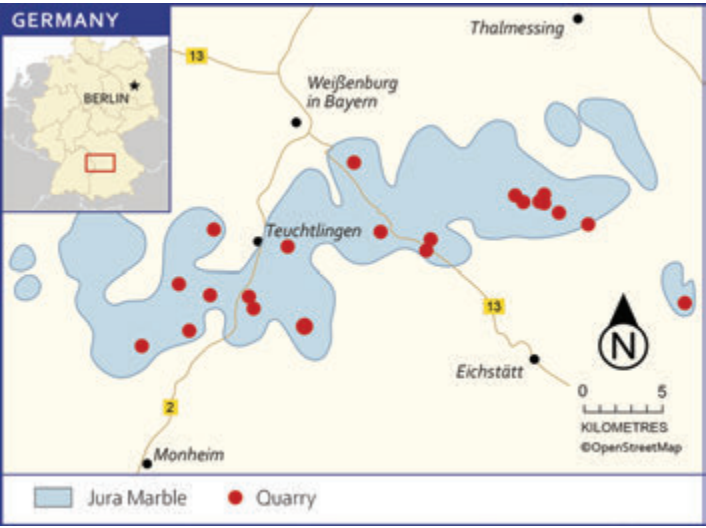 GERMANY
BERLIN
Thalmessing
13
Weißenburg
in Bayern
Teuchtlingen
13
Eichstätt
N
0 5
KILOMETRES
©OpenStreetMap
2
Monheim
Jura Marble
Quarry